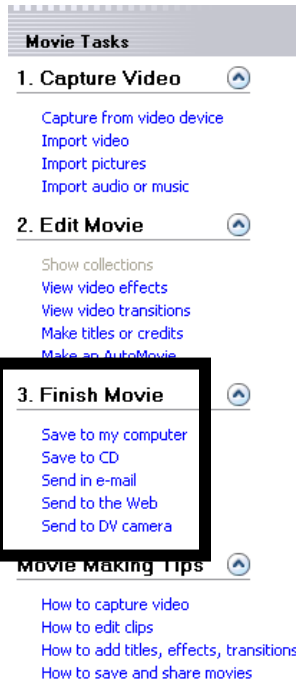 Movie Tasks
1. Capture Video
Capture from video device
Import video
Import pictures
Import audio or music
2. Edit Movie
Show collections
View video effects
View video transitions
Make titles or credits
Make an AutoMovie
3. Finish Movie
Save to my computer
Save to CD
Send in e-mail
Send to the Web
Send to DV camera
Movie Making Tips
How to capture video
How to edit clips
How to add titles, effects, transitions
How to save and share movies